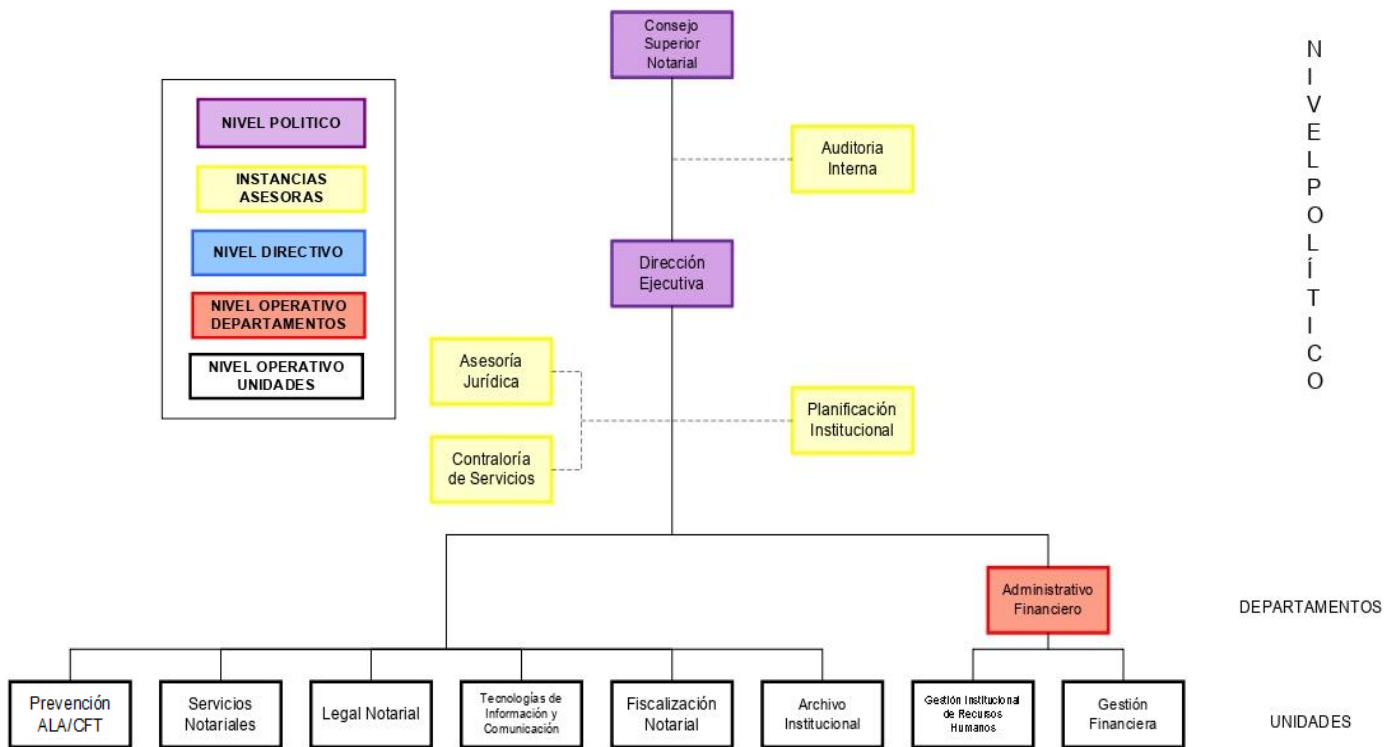 Consejo
Superior
Notarial
NIVEL POLITICO
INSTANCIAS
ASESORAS
NIVEL DIRECTIVO
NIVEL OPERATIVO
DEPARTAMENTOS
NIVEL OPERATIVO
UNIDADES
Auditoria
Interna
Dirección
Ejecutiva
Asesoría
Jurídica
Planificación
Institucional
Contraloría
de Servicios
N
I
V
E
L
P
O
L
Í
T
I
C
O
Administrativo
Financiero
DEPARTAMENTOS
Prevención
ALA/CFT
Servicios
Notariales
Legal Notarial
Tecnologías de
Información y
Comunicación
Fiscalización
Notarial
Archivo
Institucional
Gestión Institucional
de Recursos
Humanos
Gestión
Financiera
UNIDADES